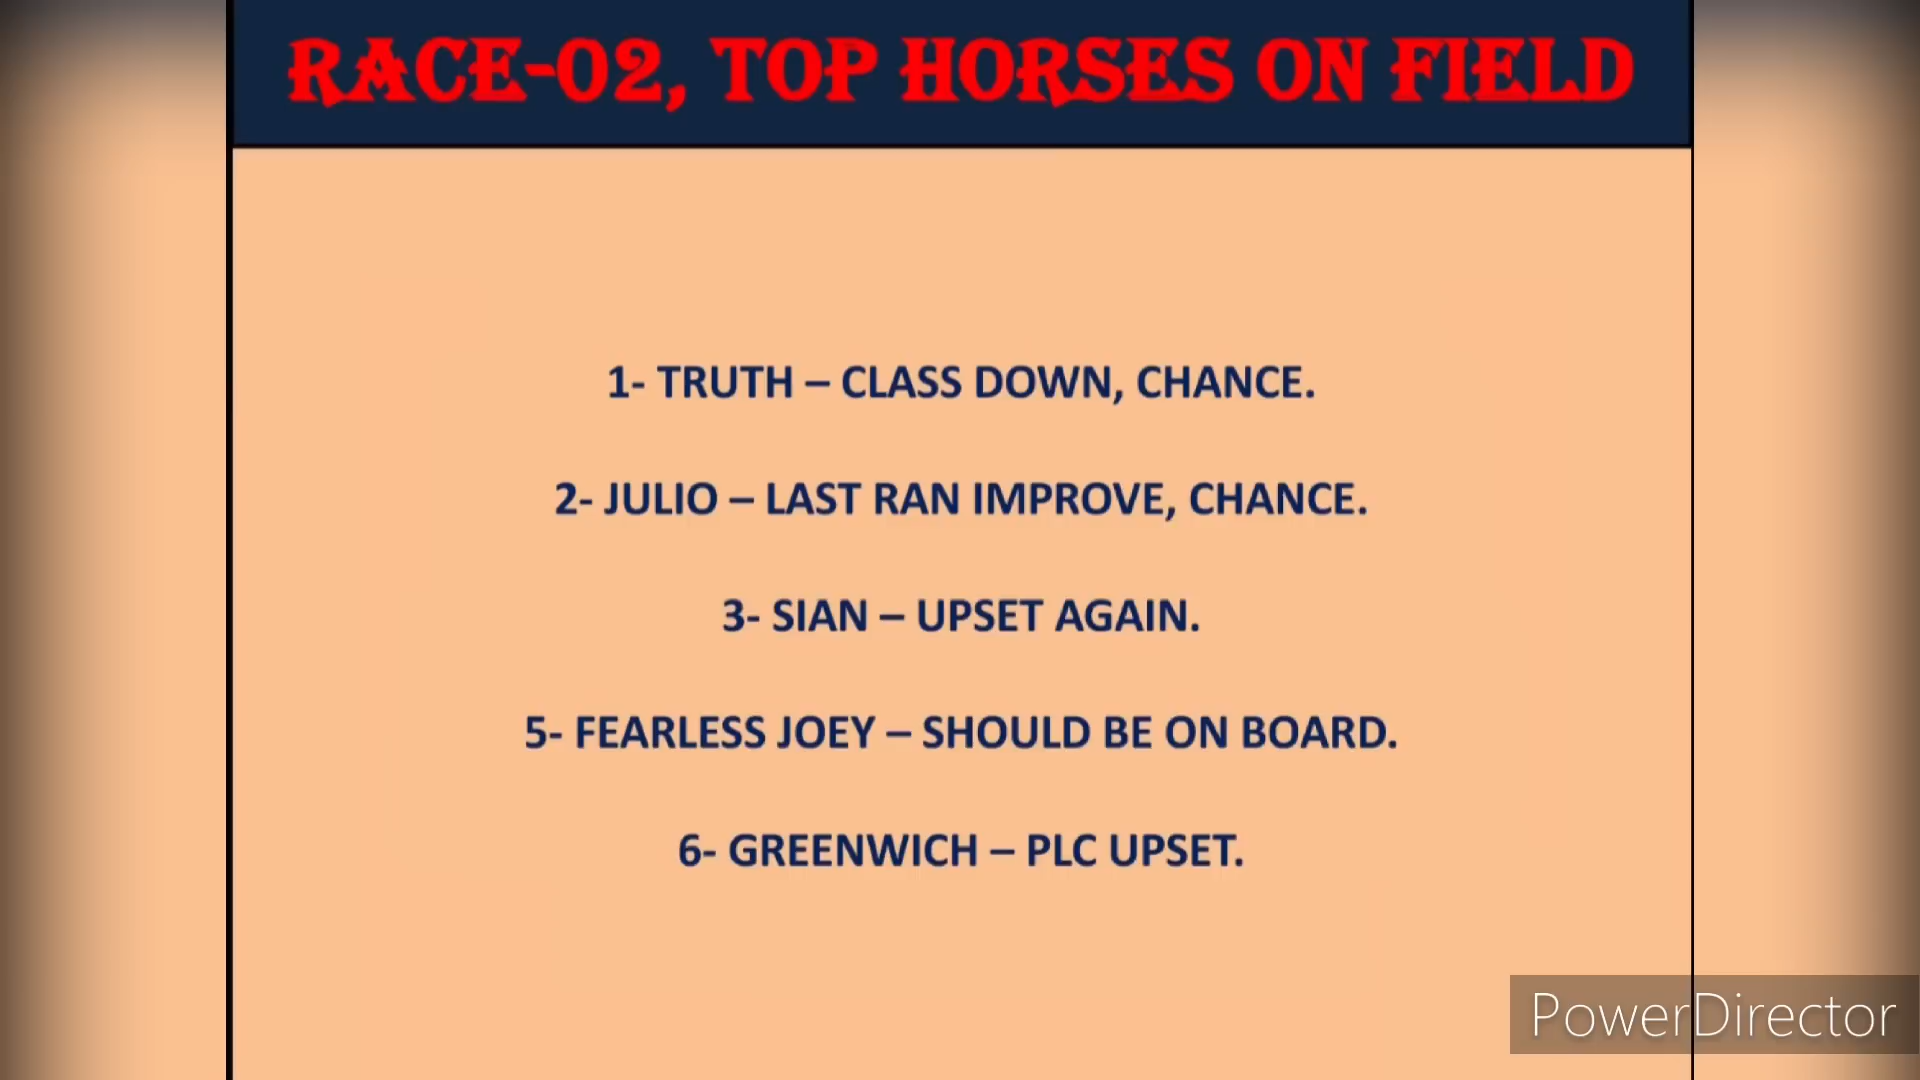 RACE-02, TOP HORSES ON FIELD
1- TRUTH – CLASS DOWN, CHANCE.
2- JULIO – LAST RAN IMPROVE, CHANCE.
3- SIAN – UPSET AGAIN.
5- FEARLESS JOEY – SHOULD BE ON BOARD.
6- GREENWICH – PLC UPSET.
PowerDirector